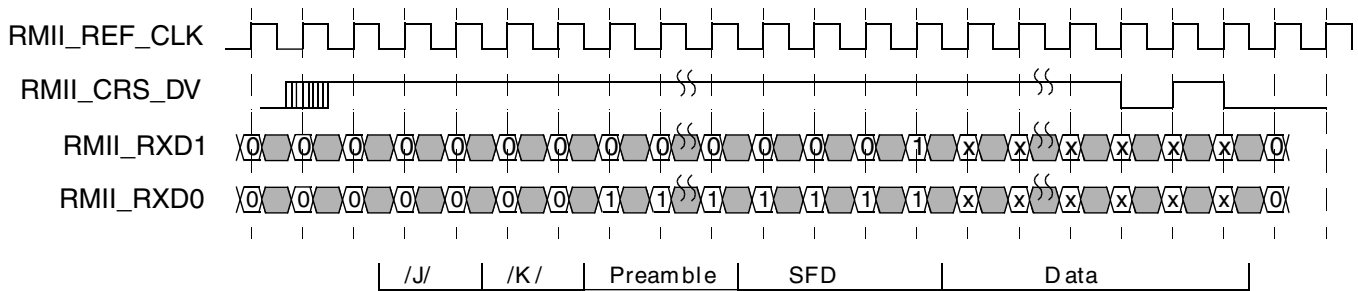 RMII_REF_CLK
RMII_CRS_DV
RMII_RXD1 0 0 0 0 0 0 0 0 0 0 0 0 0 1 x x x x x x 0
RMII_RXD0 0 0 0 0 0 0 0 1 1 1 1 1 1 1 x x x x x x 0
/J/ /K/ Preamble SFD Data